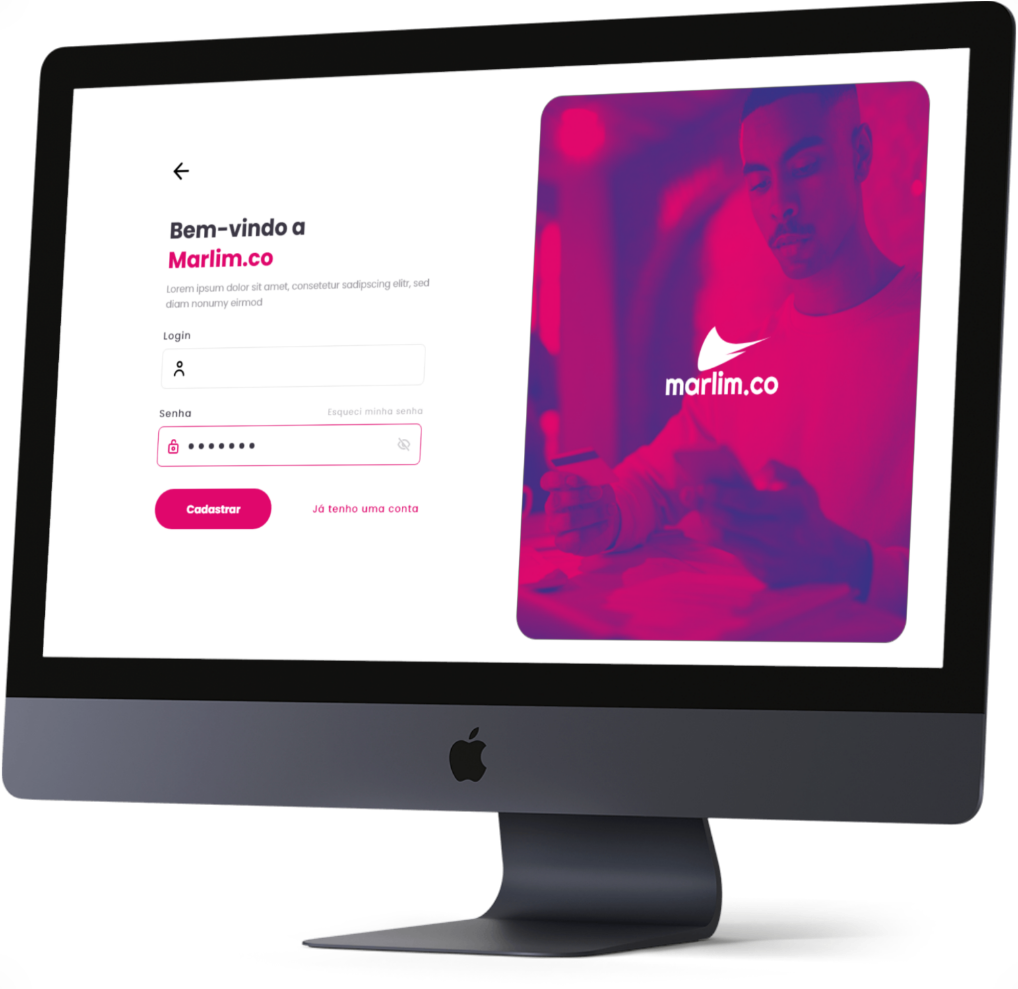 Bem-vindo a
Marlim.co
Lorem ipsum dolor sit amet, consetetur sadipscing elitr, sed
diam nonumy eirmod
Login
Senha
Esqueci minha senha
Cadastrar
Já tenho uma conta
marlim.co